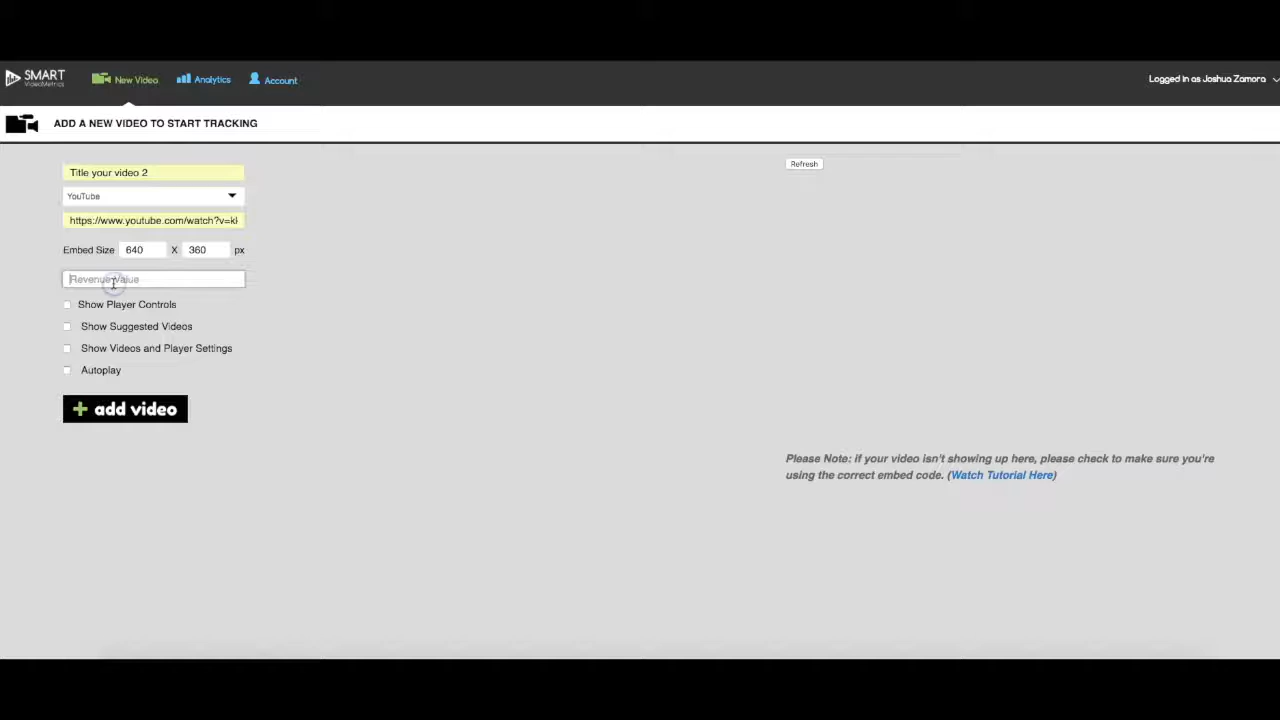 SMART
VideoMetrics
New Video
Analytics
Account
Logged in as Joshua Zamora
ADD A NEW VIDEO TO START TRACKING
Title your video 2
Refresh
YouTube
https://www.youtube.com/watch?v=kl
Embed Size 640 X 360 px
Revenue Value
Show Player Controls
Show Suggested Videos
Show Videos and Player Settings
Autoplay
+ add video
Please Note: if your video isn't showing up here, please check to make sure you're
using the correct embed code. (Watch Tutorial Here)